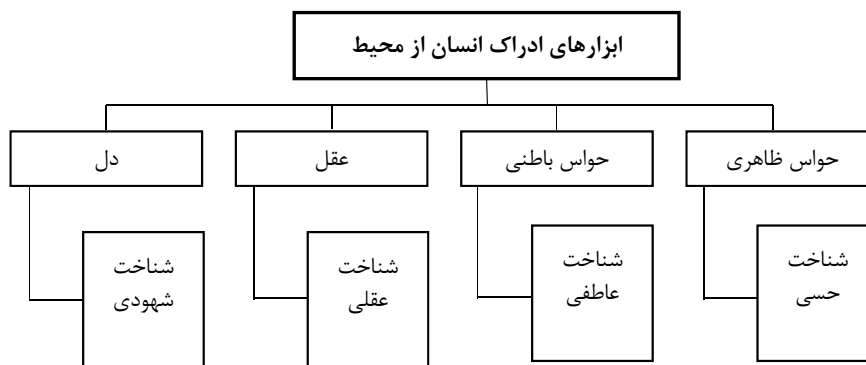 ابزارهای ادراک انسان از محیط
حواس ظاهری
حواس باطنی
عقل
دل
شناخت
حسی
شناخت
عاطفی
شناخت
عقلی
شناخت
شهودی